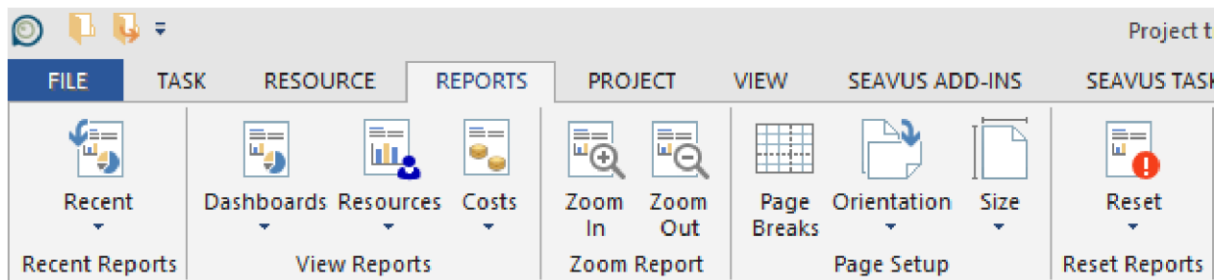 Project t
FILE TASK RESOURCE REPORTS PROJECT VIEW SEAVUS ADD-INS SEAVUS TASK
Recent Dashboards Resources Costs Zoom In Zoom Out Page Breaks Orientation Size Reset
Recent Reports View Reports Zoom Report Page Setup Reset Reports